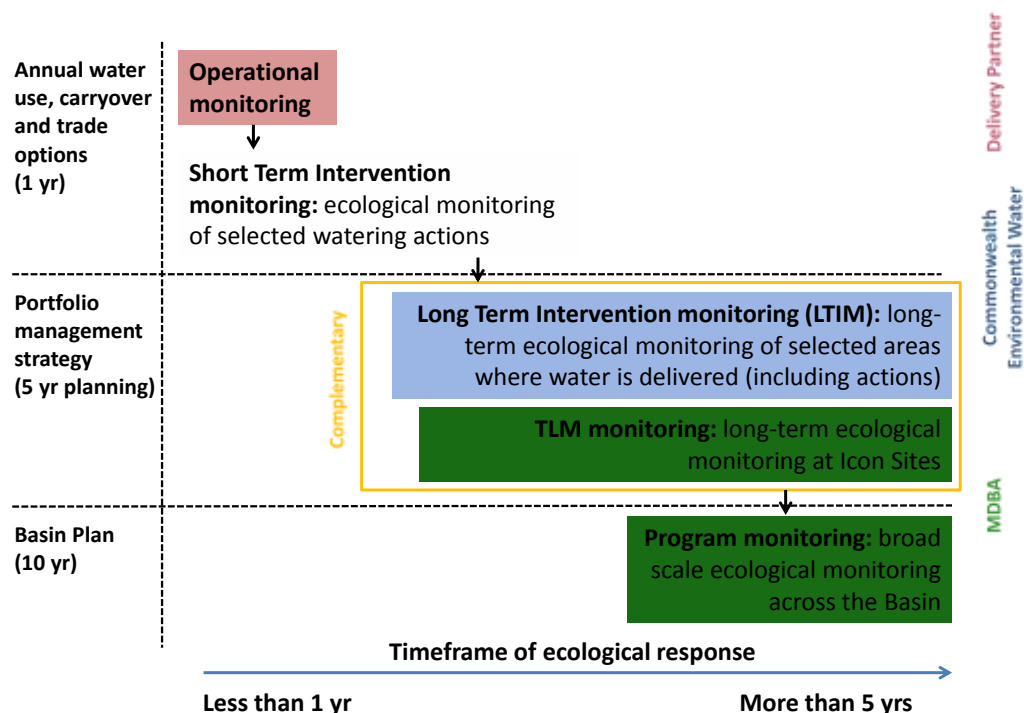 Annual water
use, carryover
and trade
options
(1 yr)
Operational
monitoring
Short Term Intervention
monitoring: ecological monitoring
of selected watering actions
Portfolio
management
strategy
(5 yr planning)
Complementary
Long Term Intervention monitoring (LTIM): long-
term ecological monitoring of selected areas
where water is delivered (including actions)
TLM monitoring: long-term ecological
monitoring at Icon Sites
Basin Plan
(10 yr)
Program monitoring: broad
scale ecological monitoring
across the Basin
Timeframe of ecological response
Less than 1 yr
More than 5 yrs
Delivery Partner
Commonwealth
Environmental Water
MDBA